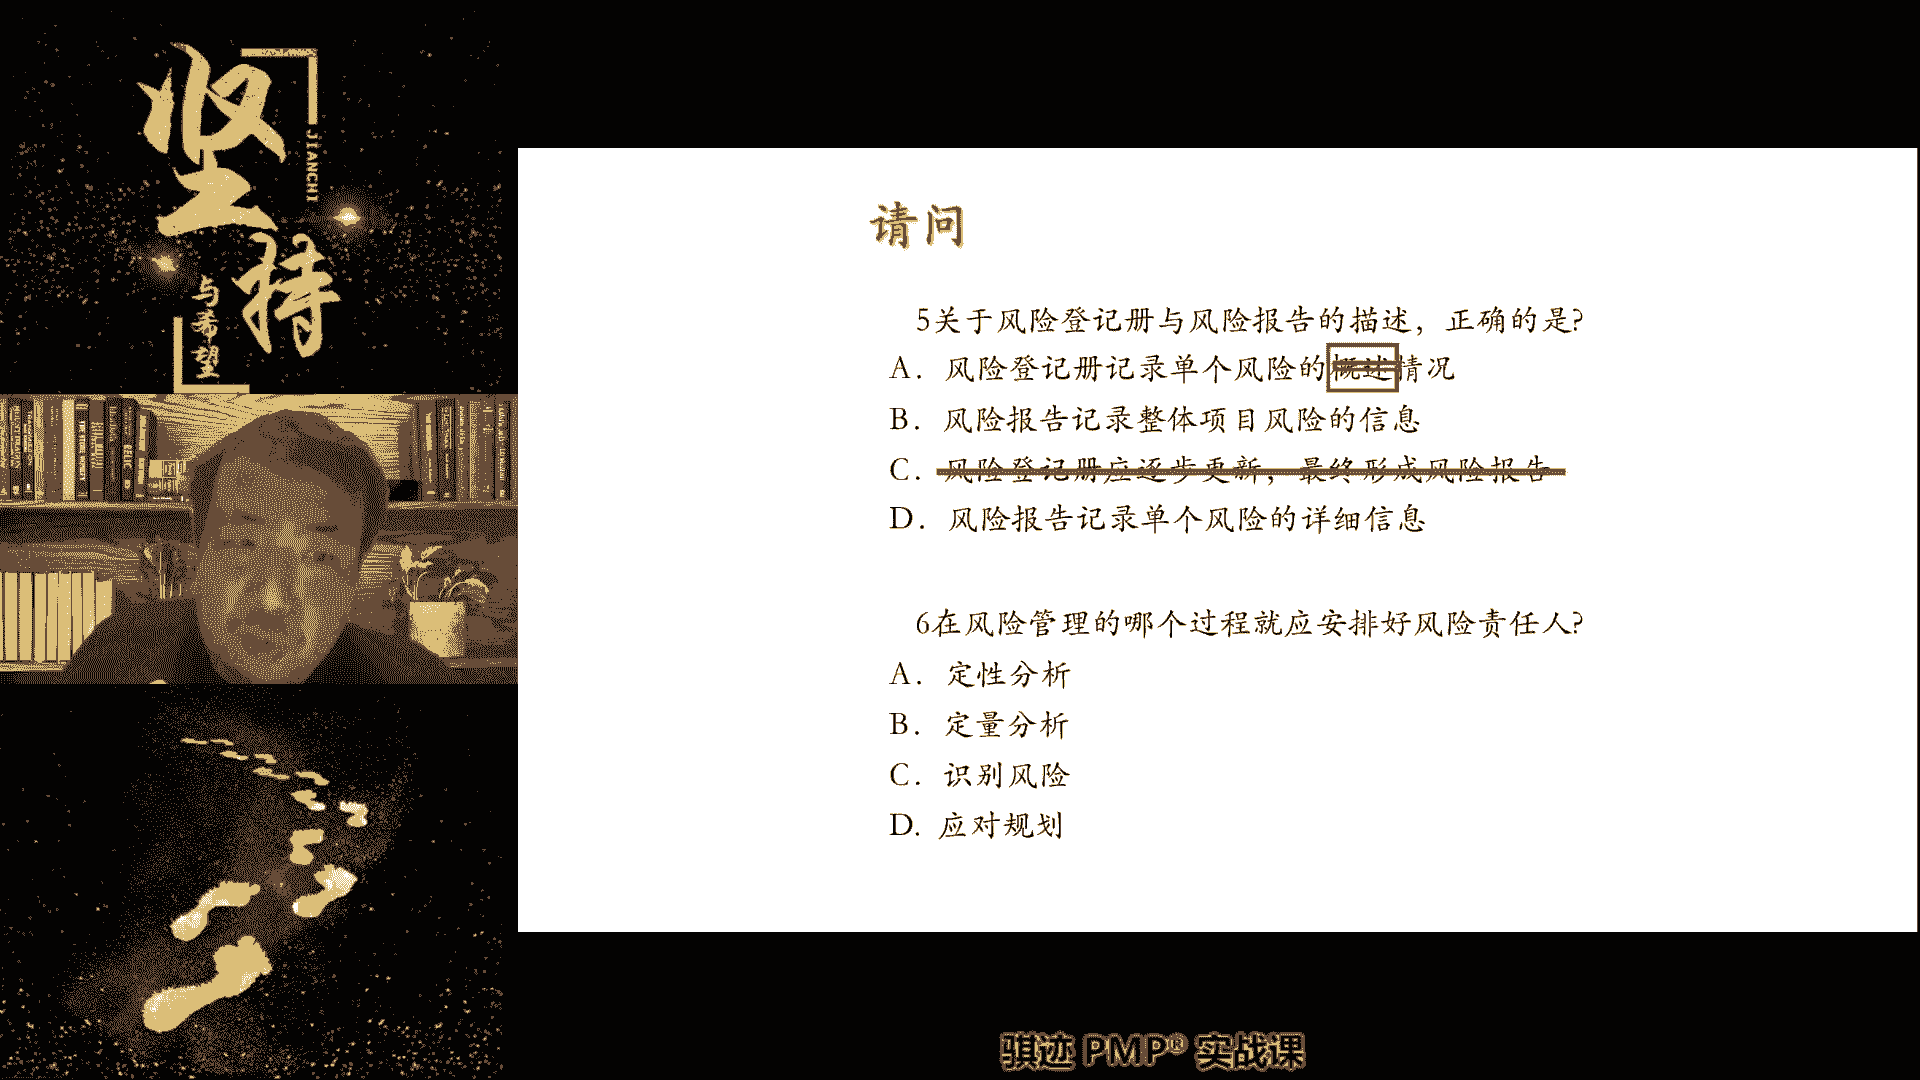 坚持
JIANCHI
与希望
请问
5关于风险登记册与风险报告的描述，正确的是?
A. 风险登记册记录单个风险的概述情况
B. 风险报告记录整体项目风险的信息
C. 风险登记册应逐步更新，最终形成风险报告
D. 风险报告记录单个风险的详细信息
6在风险管理的哪个过程就应安排好风险责任人?
A. 定性分析
B. 定量分析
C. 识别风险
D. 应对规划
骐迹 PMP® 实战课